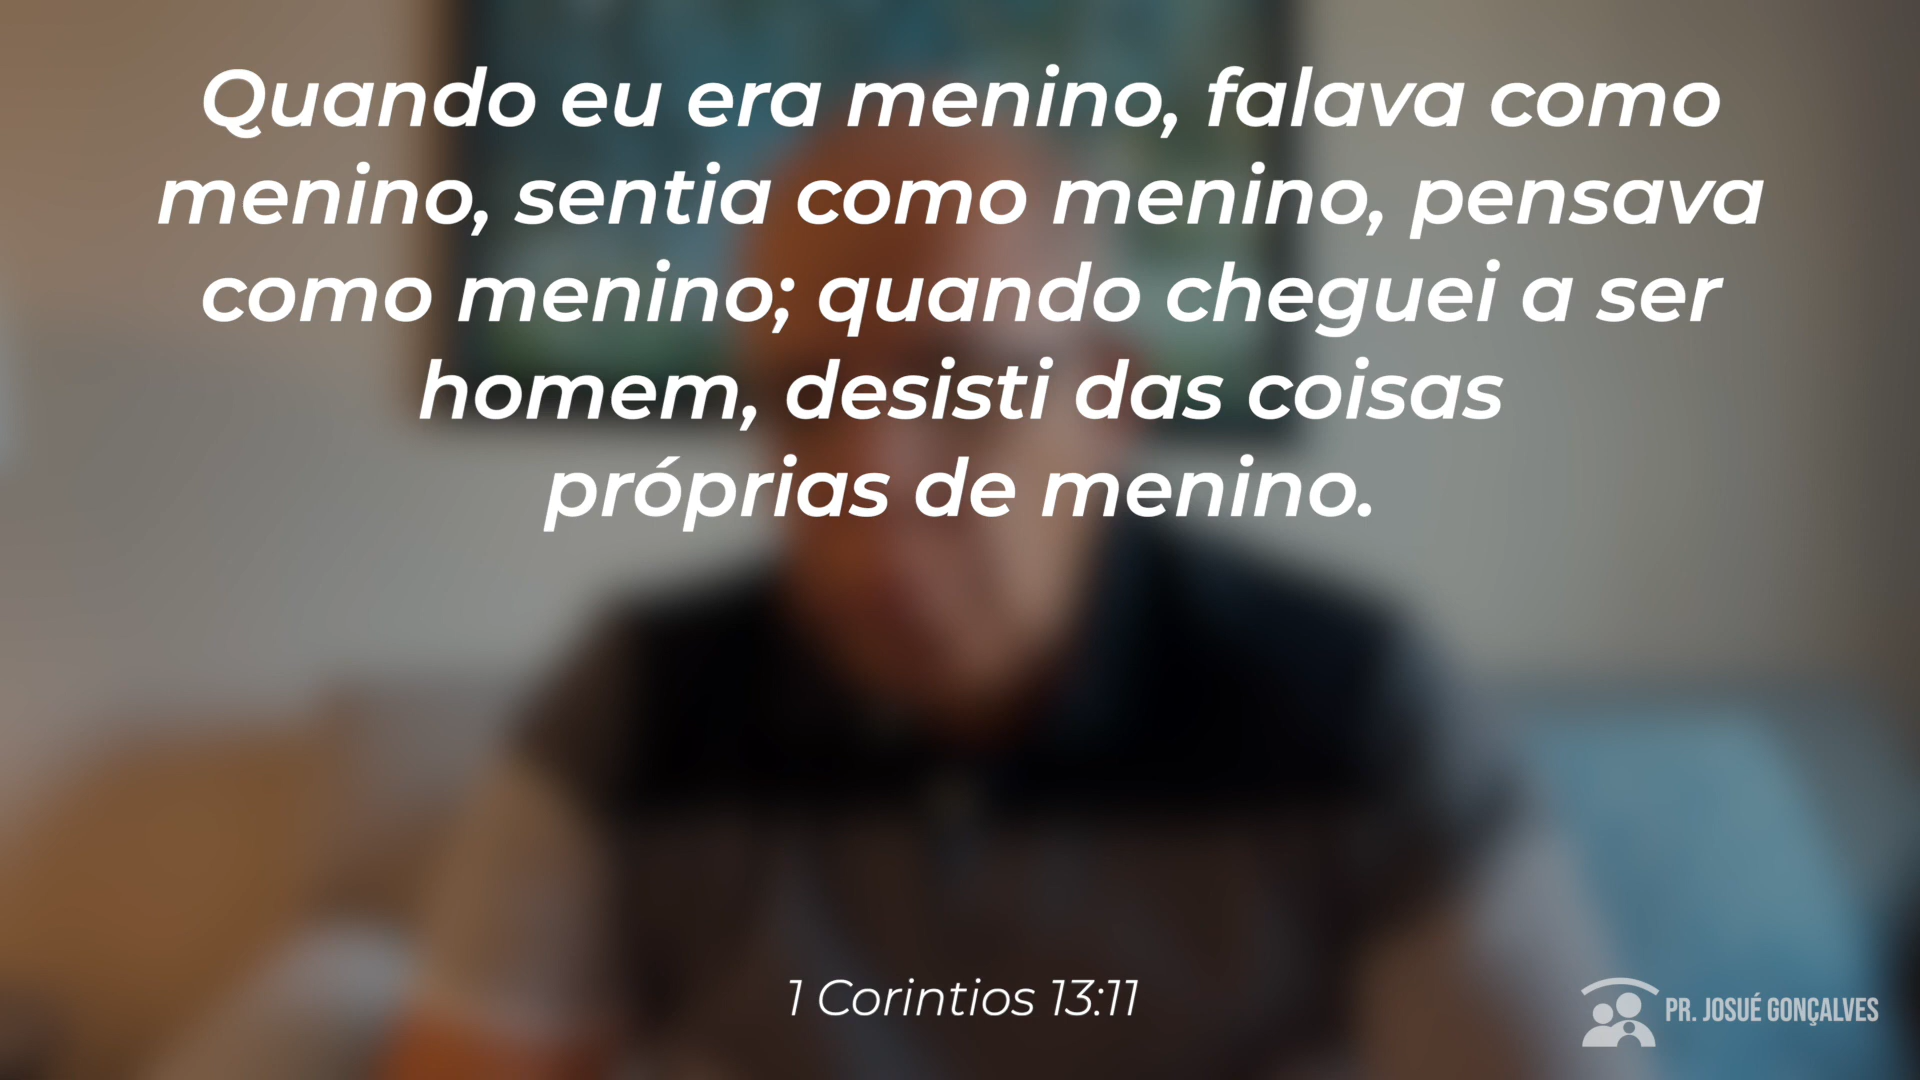 Quando eu era menino, falava como
menino, sentia como menino, pensava
como menino; quando cheguei a ser
homem, desisti das coisas
próprias de menino.
1 Corintios 13:11
PR. JOSUÉ GONÇALVES